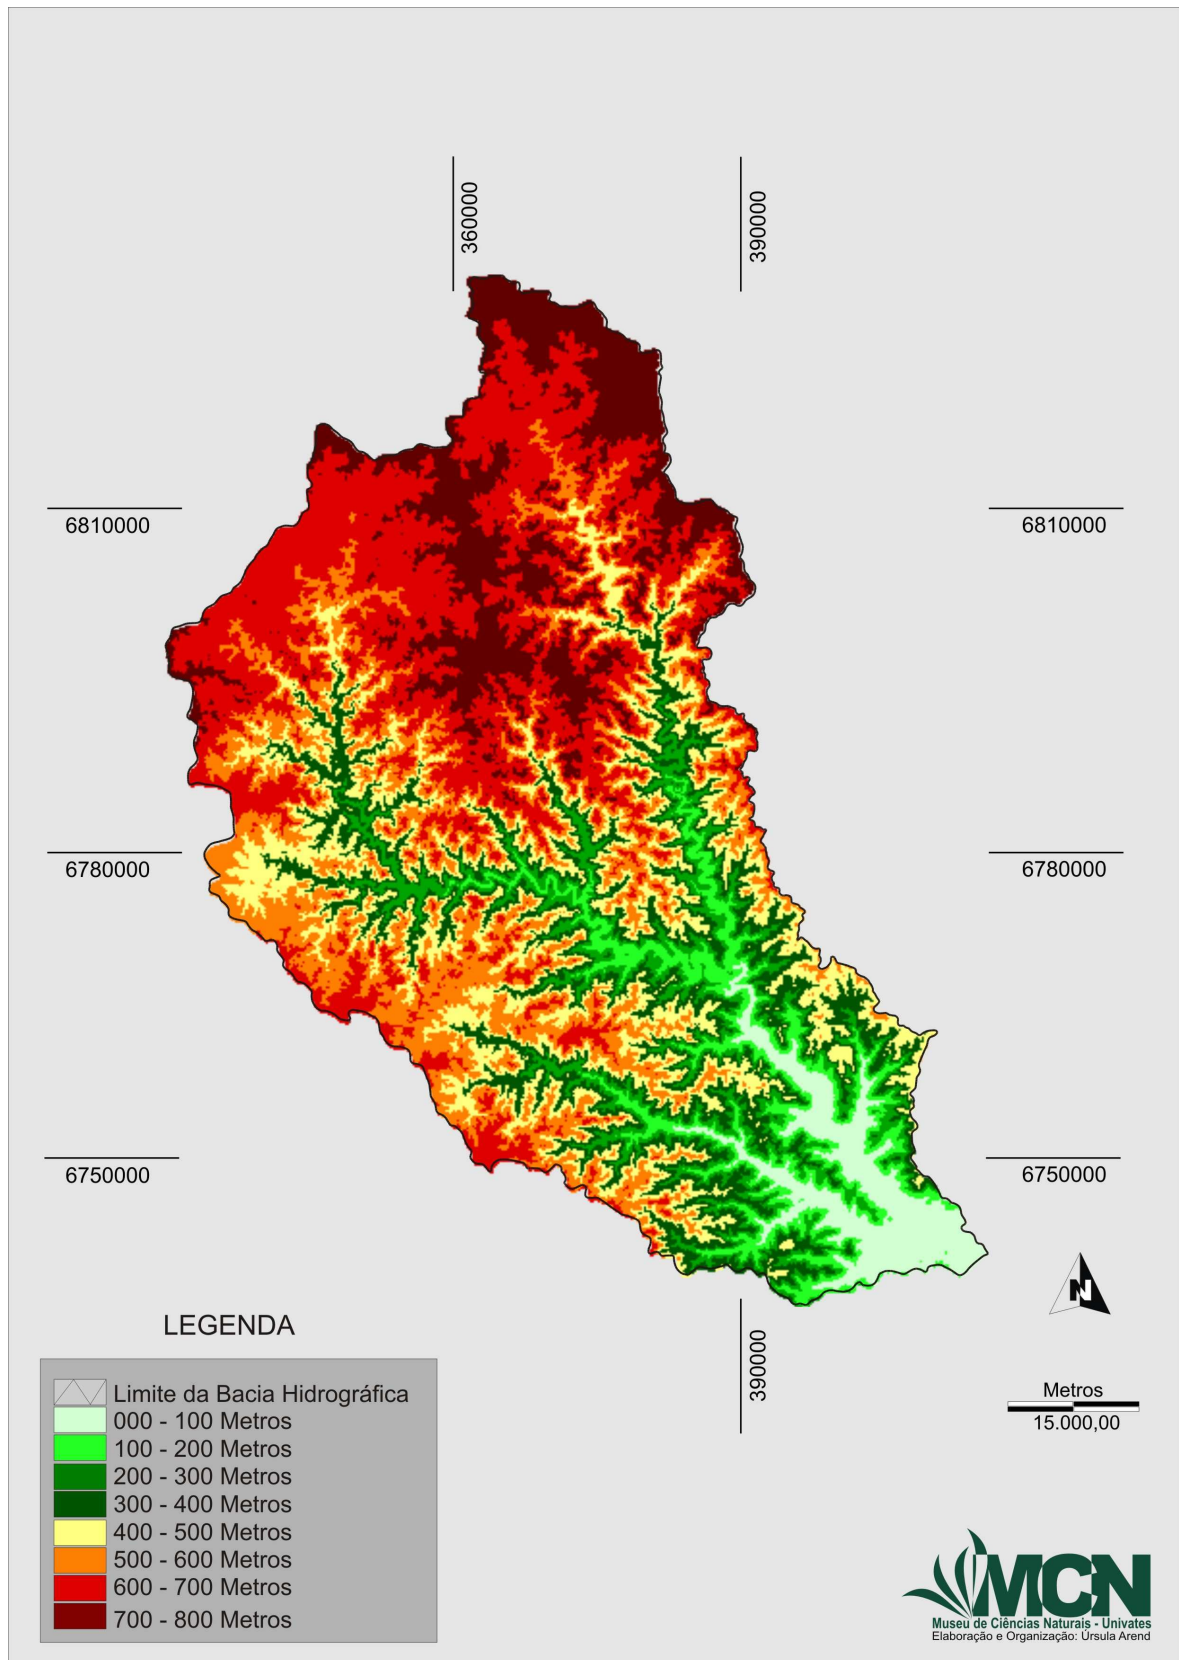 360000
390000
6810000
6810000
6780000
6780000
6750000
6750000
N
390000
LEGENDA
Limite da Bacia Hidrográfica
000 - 100 Metros
100 - 200 Metros
200 - 300 Metros
300 - 400 Metros
400 - 500 Metros
500 - 600 Metros
600 - 700 Metros
700 - 800 Metros
Metros
15.000,00
MCN
Museu de Ciências Naturais - Univates
Elaboração e Organização: Úrsula Arend